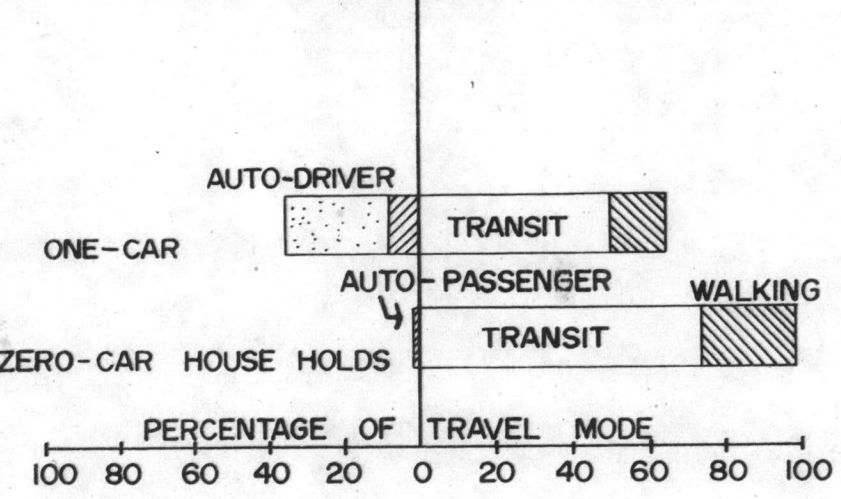 AUTO-DRIVER
TRANSIT
ONE-CAR
AUTO-PASSENGER
WALKING
TRANSIT
ZERO-CAR HOUSE HOLDS
PERCENTAGE OF TRAVEL MODE
100 80 60 40 20 0 20 40 60 80 100